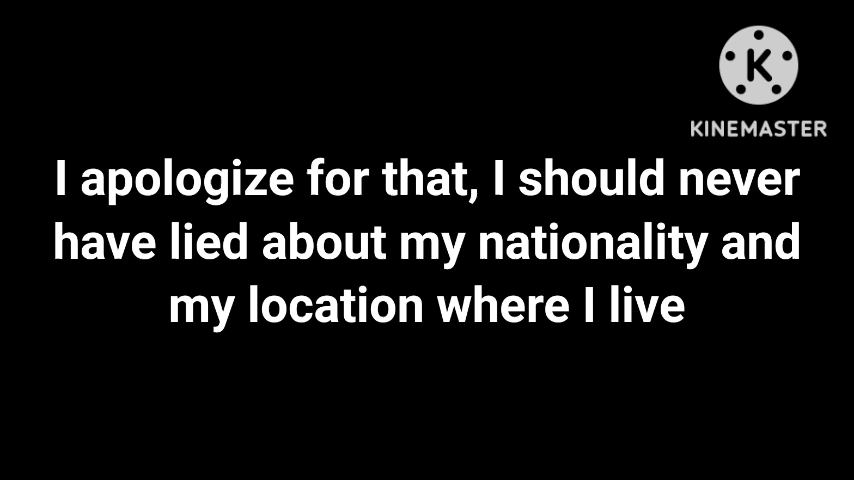 K
KINEMASTER
I apologize for that, I should never
have lied about my nationality and
my location where I live